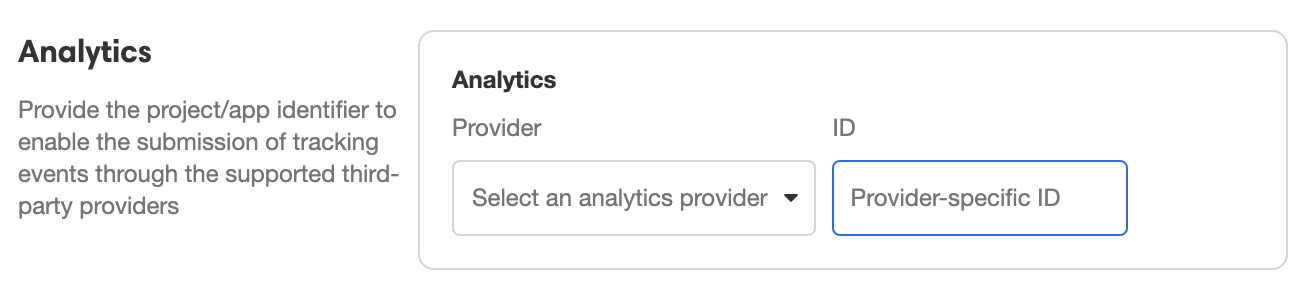 Analytics
Provide the project/app identifier to
enable the submission of tracking
events through the supported third-
party providers
Analytics
Provider
ID
Select an analytics provider
Provider-specific ID